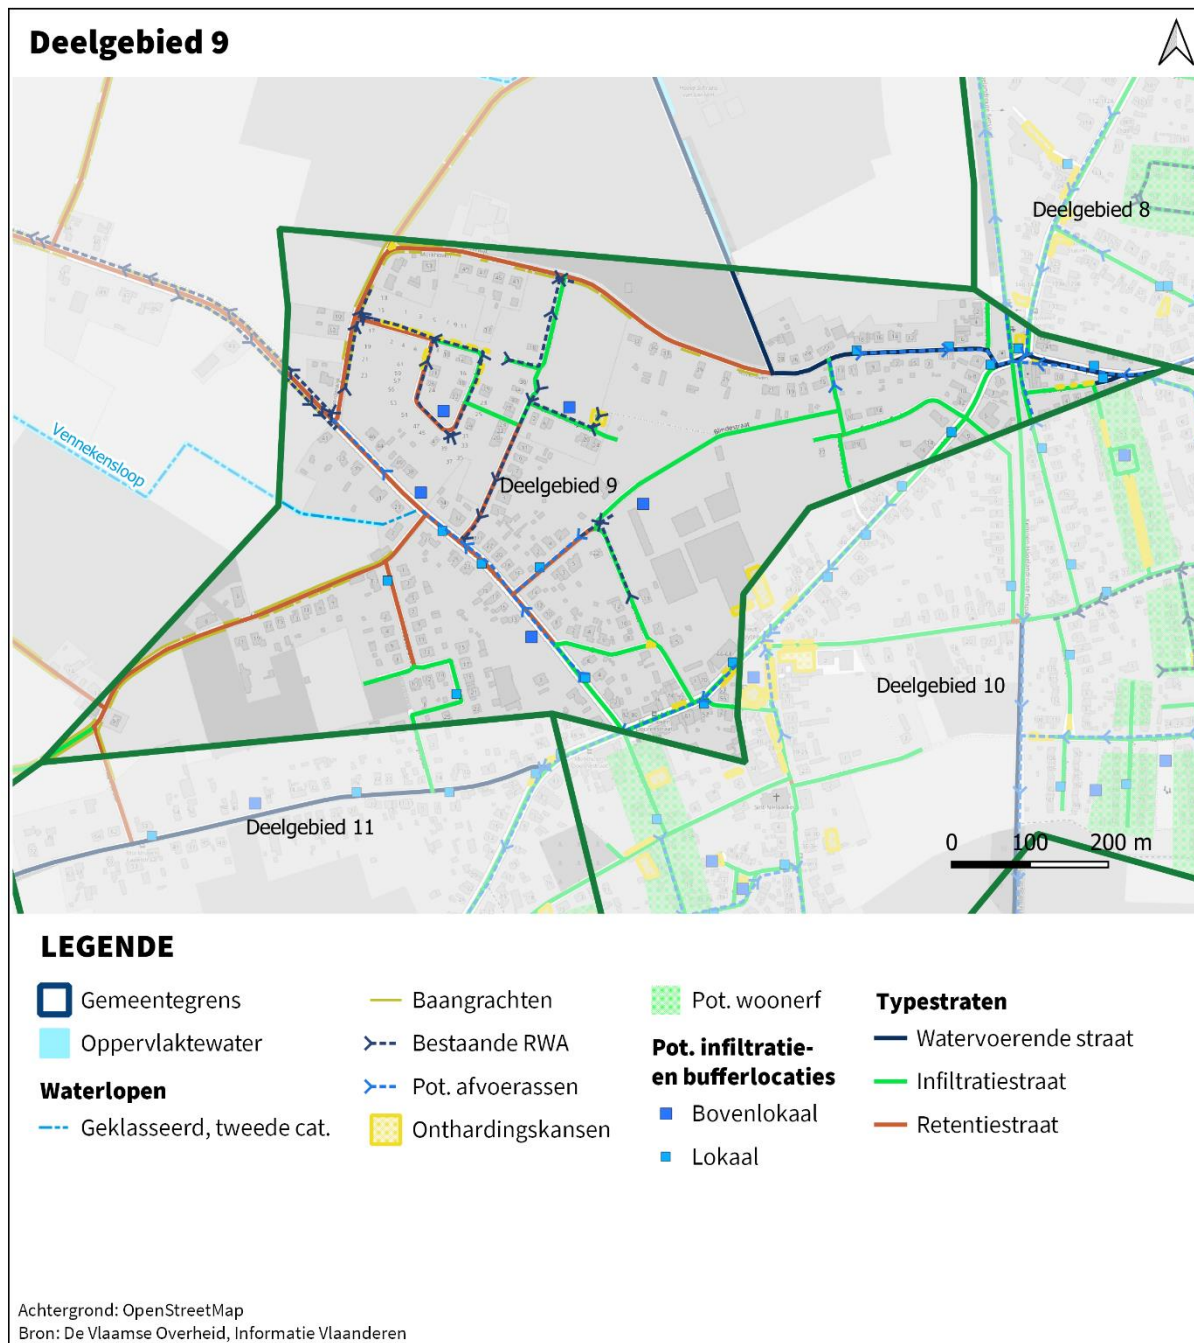 Deelgebied 9
Deelgebied 8
Vennekensloop
Deelgebied 9
Deelgebied 10
Deelgebied 11
0 100 200 m
LEGENDE
Gemeentegrens
Oppervlaktewater
Waterlopen
Geklasseerd, tweede cat.
Baangrachten
Bestaande RWA
Pot. afvoerassen
Onthardingskansen
Pot. woonerf
Pot. infiltratie-
en bufferlocaties
Bovenlokaal
Lokaal
Typestraten
Watervoerende straat
Infiltratiestraat
Retentiestraat
Achtergrond: OpenStreetMap
Bron: De Vlaamse Overheid, Informatie Vlaanderen